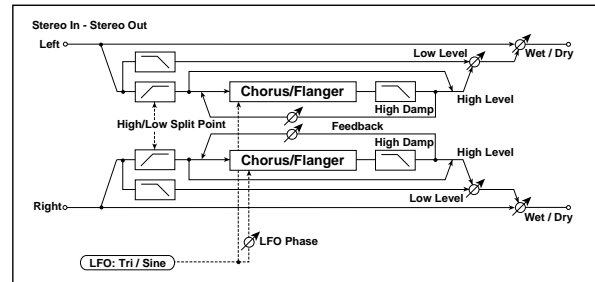 Stereo In - Stereo Out
Left
Wet / Dry
Low Level
Chorus/Flanger
High Damp
High Level
High/Low Split Point
Feedback
Chorus/Flanger
High Damp
High Level
Low Level
Right
Wet / Dry
LFO Phase
LFO: Tri / Sine